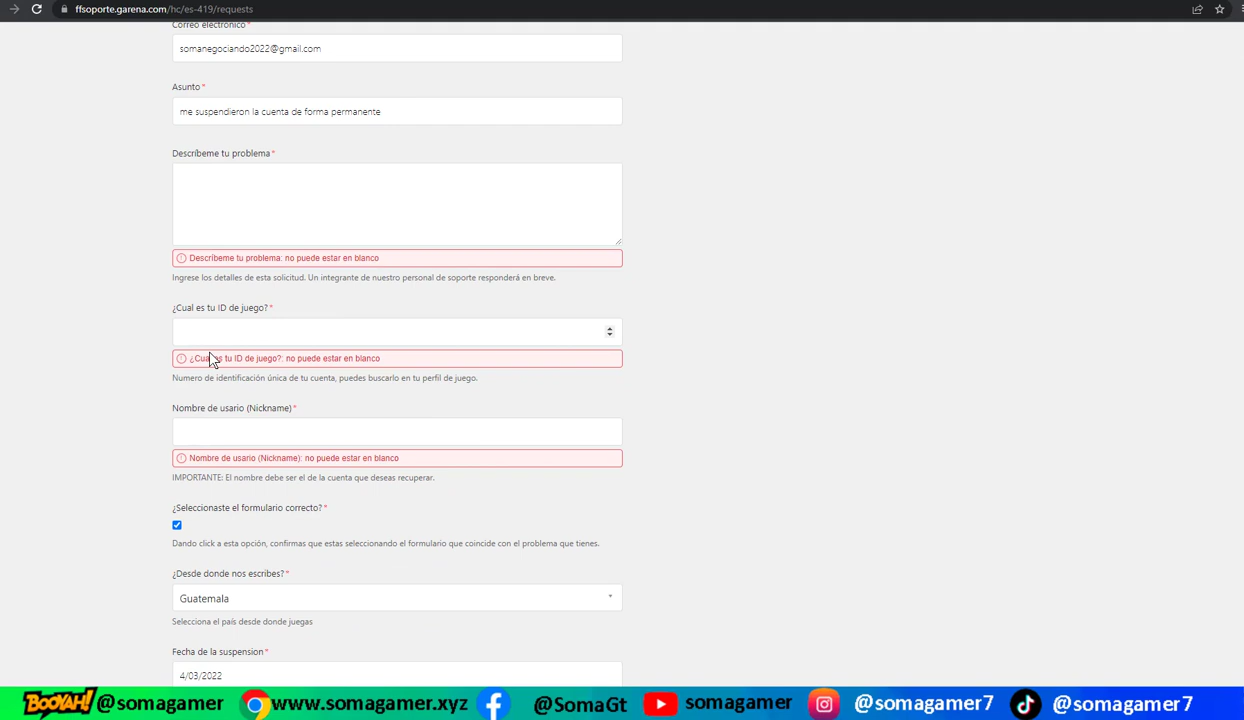 ffsoporte.garena.com/hc/es-419/requests
Correo electrónico*
somanegociando2022@gmail.com
Asunto*
me suspendieron la cuenta de forma permanente
Descríbeme tu problema*
Descríbeme tu problema: no puede estar en blanco
Ingrese los detalles de esta solicitud. Un integrante de nuestro personal de soporte responderá en breve.
¿Cual es tu ID de juego?*
¿Cual es tu ID de juego?: no puede estar en blanco
Numero de identificación única de tu cuenta, puedes buscarlo en tu perfil de juego.
Nombre de usario (Nickname)*
Nombre de usario (Nickname): no puede estar en blanco
IMPORTANTE: El nombre debe ser el de la cuenta que deseas recuperar.
¿Seleccionaste el formulario correcto?*
Dando click a esta opción, confirmas que estas seleccionando el formulario que coincide con el problema que tienes.
¿Desde donde nos escribes?*
Guatemala
Selecciona el país desde donde juegas
Fecha de la suspension*
4/03/2022
BOOYAH! @somagamer www.somagamer.xyz @SomaGt somagamer @somagamer7 @somagamer7